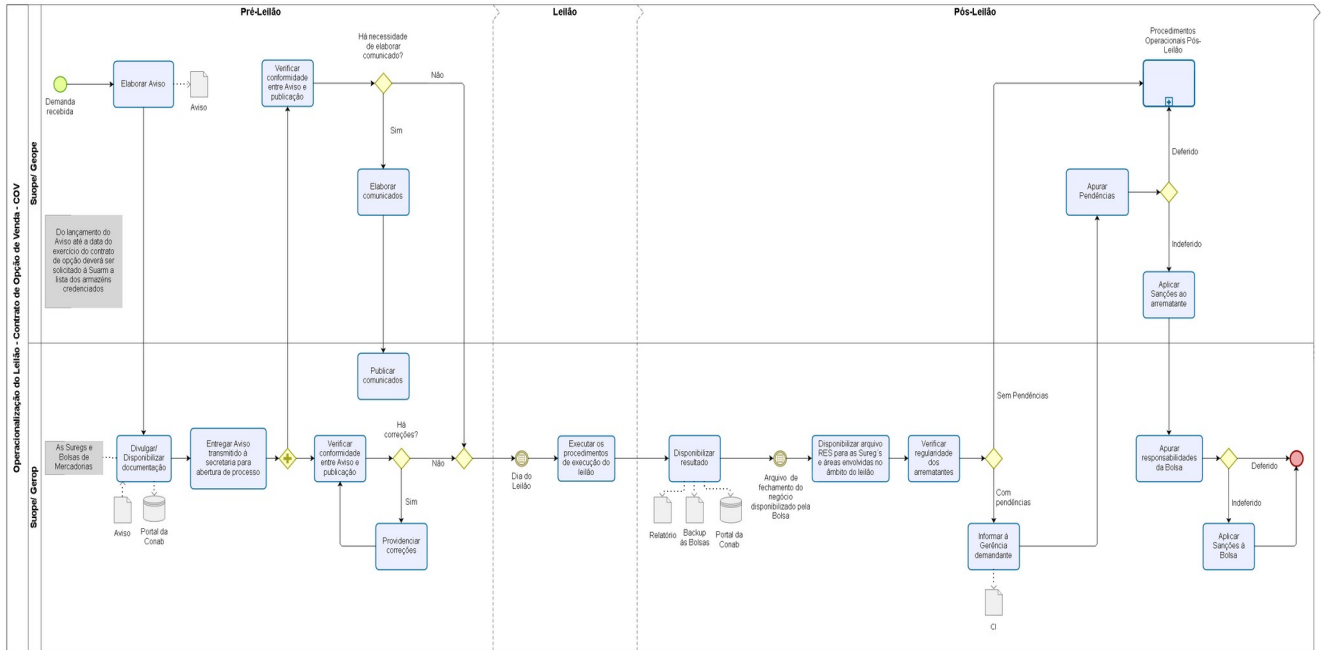 Pré-Leilão
Leilão
Pós-Leilão
Operacionalização do Leilão - Contrato de Opção de Venda - COV
Suope/ Geope
Demanda
recebida
Elaborar Aviso
Aviso
Verificar
conformidade
entre Aviso e
publicação
Há necessidade
de elaborar
comunicado?
Não
Sim
Elaborar
comunicados
Do lançamento do
Aviso até a data do
exercício do contrato
de opção deverá ser
solicitado à Suarm a
lista dos armazéns
credenciados
Procedimentos
Operacionais Pós-
Leilão
Deferido
Apurar
Pendências
Indeferido
Aplicar
Sanções ao
arrematante
Suope/ Gerop
Publicar
comunicados
As Suregs e
Bolsas de
Mercadorias
Divulgar/
Disponibilizar
documentação
Aviso
Portal da
Conab
Entregar Aviso
transmitido à
secretaria para
abertura de processo
Verificar
conformidade
entre Aviso e
publicação
Há
correções?
Não
Sim
Providenciar
correções
Dia do
Leilão
Executar os
procedimentos
de execução do
leilão
Disponibilizar
resultado
Relatório
Backup
às Bolsas
Portal da
Conab
Arquivo de
fechamento do
negócio
disponibilizado pela
Bolsa
Disponibilizar arquivo
RES para as Sureg´s
e áreas envolvidas no
âmbito do leilão
Verificar
regularidade
dos
arrematantes
Sem Pendências
Com
pendências
Informar à
Gerência
demandante
CI
Apurar
responsabilidades
da Bolsa
Deferido
Indeferido
Aplicar
Sanções à
Bolsa